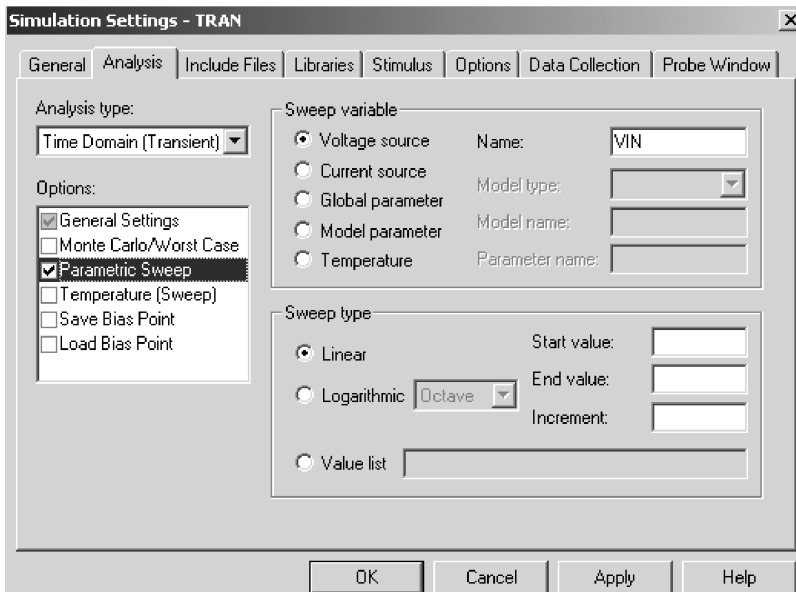 Simulation Settings - TRAN
General Analysis Include Files Libraries Stimulus Options Data Collection Probe Window
Analysis type:
Time Domain (Transient)
Options:
General Settings
Monte Carlo/Worst Case
Parametric Sweep
Temperature (Sweep)
Save Bias Point
Load Bias Point
Sweep variable
Voltage source
Current source
Global parameter
Model parameter
Temperature
Name: VIN
Model type:
Model name:
Parameter name:
Sweep type
Linear
Logarithmic Octave
Value list
Start value:
End value:
Increment:
OK Cancel Apply Help